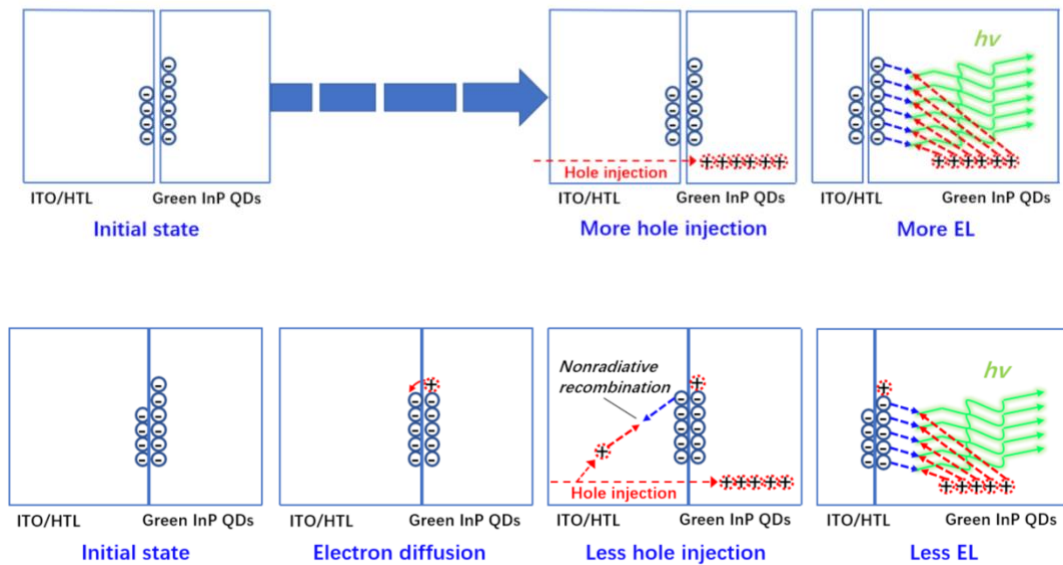 hv
Hole injection
ITO/HTL
Green InP QDs
ITO/HTL
Green InP QDs
ITO/HTL
Green InP QDs
Initial state
More hole injection
More EL
Nonradiative
recombination
hv
Hole injection
ITO/HTL
Green InP QDs
ITO/HTL
Green InP QDs
ITO/HTL
Green InP QDs
ITO/HTL
Green InP QDs
Initial state
Electron diffusion
Less hole injection
Less EL